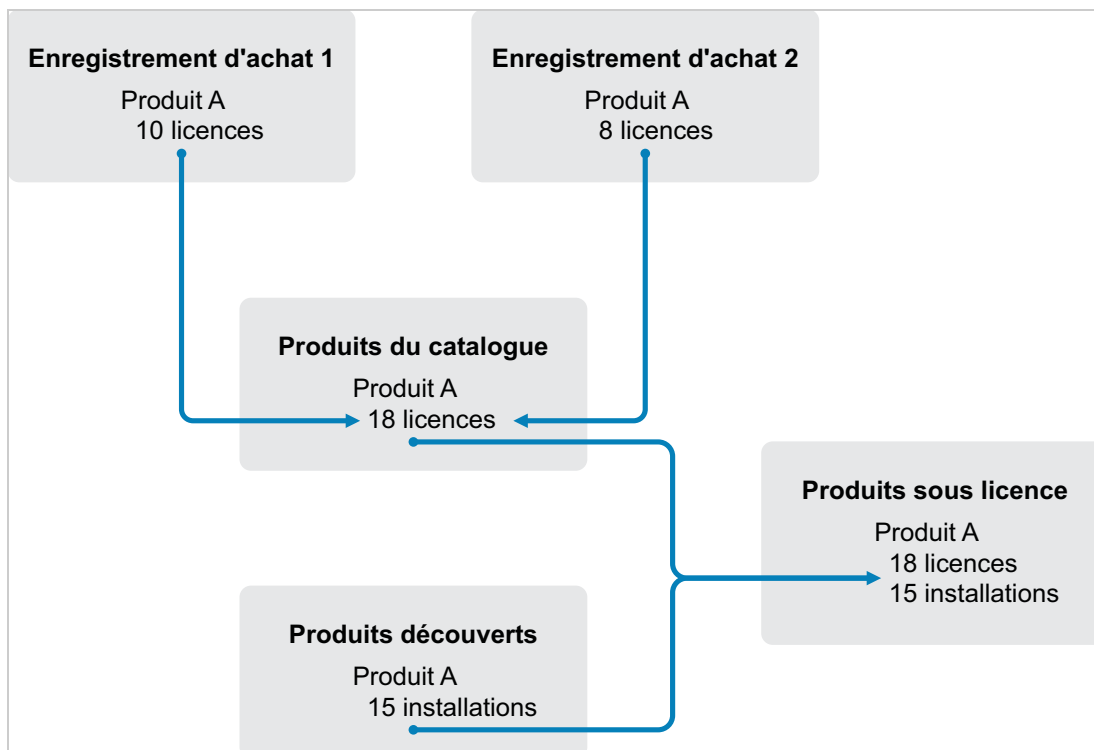 Enregistrement d'achat 1
Produit A
10 licences
Enregistrement d'achat 2
Produit A
8 licences
Produits du catalogue
Produit A
18 licences
Produits sous licence
Produit A
18 licences
15 installations
Produits découverts
Produit A
15 installations